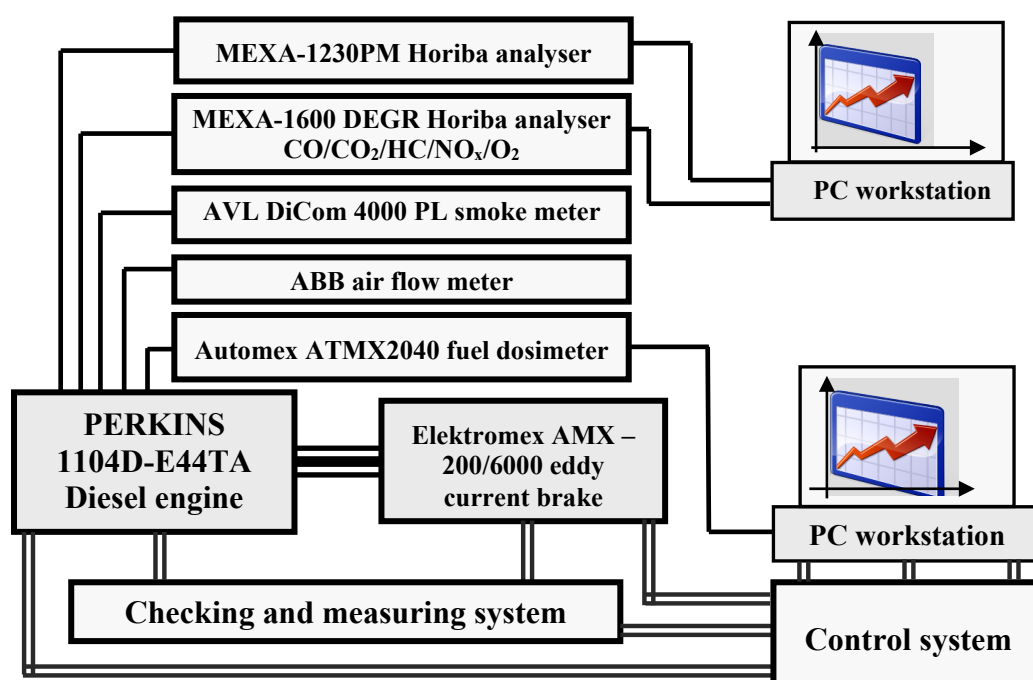 MEXA-1230PM Horiba analyser
MEXA-1600 DEGR Horiba analyser
CO/CO₂/HC/NOₓ/O₂
AVL DiCom 4000 PL smoke meter
ABB air flow meter
Automex ATMX2040 fuel dosimeter
PC workstation
PERKINS
1104D-E44TA
Diesel engine
Elektromex AMX –
200/6000 eddy
current brake
PC workstation
Checking and measuring system
Control system